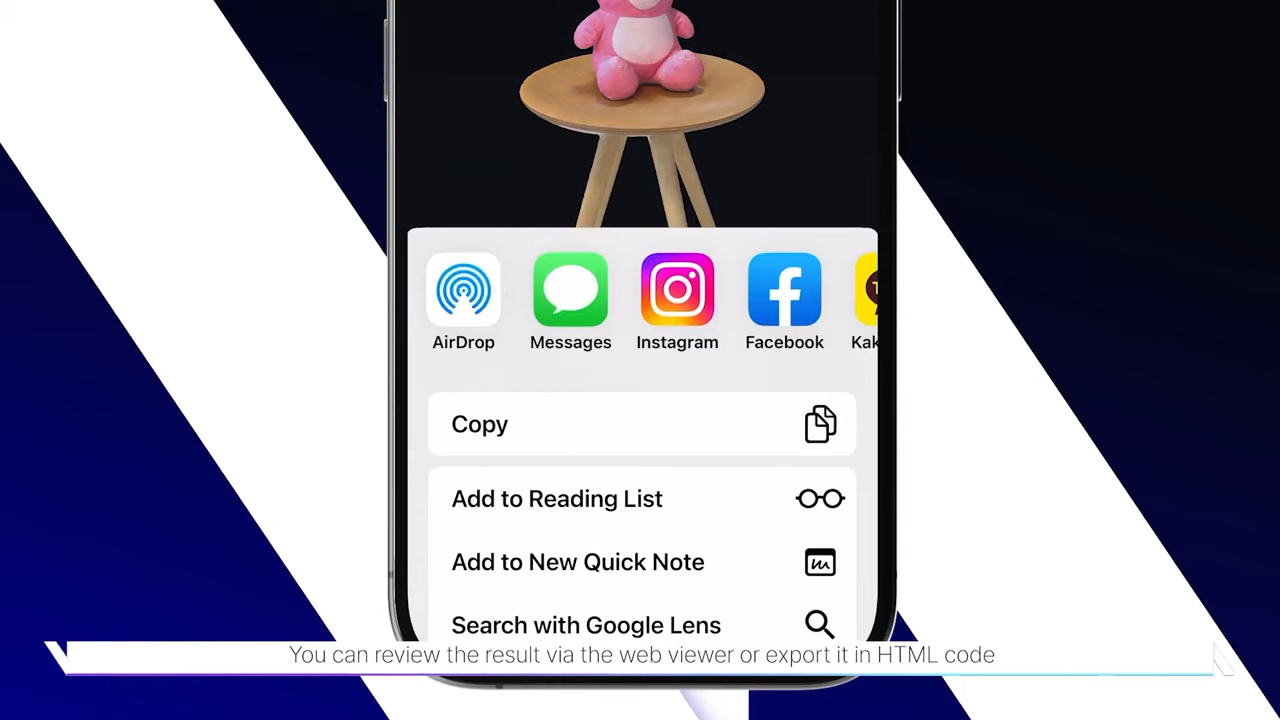 AirDrop
Messages
Instagram
Facebook
Kak
Copy
Add to Reading List
Add to New Quick Note
Search with Google Lens
You can review the result via the web viewer or export it in HTML code